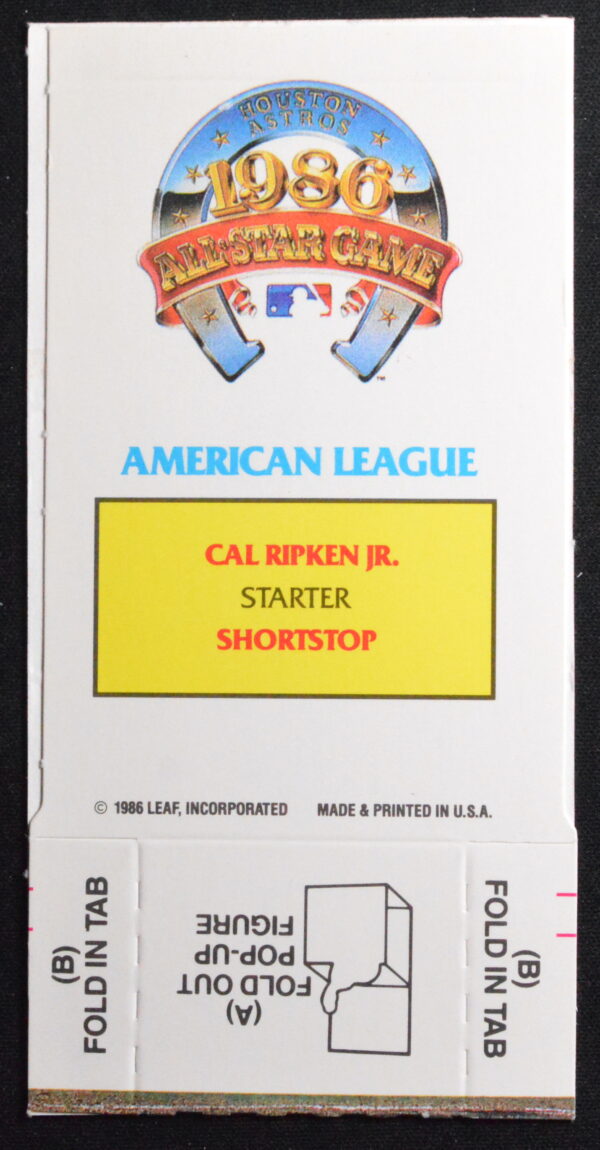 HOUSTON
ASTROS
1986
ALL-STAR GAME
™
AMERICAN LEAGUE
CAL RIPKEN JR.
STARTER
SHORTSTOP
© 1986 LEAF, INCORPORATED MADE & PRINTED IN U.S.A.
(B)
FOLD IN TAB
(A)
FOLD OUT
POP-UP
FIGURE
(B)
FOLD IN TAB